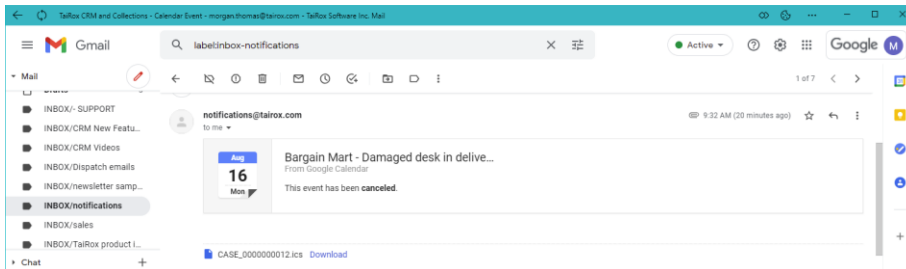 TaiRox CRM and Collections - Calendar Event - morgan.thomas@tairox.com - TaiRox Software Inc. Mail
Gmail
label:inbox-notifications
Active
Google
M
Mail
Drafts
1 of 7
INBOX/- SUPPORT
INBOX/CRM New Featu...
INBOX/CRM Videos
INBOX/Dispatch emails
INBOX/newsletter samp...
INBOX/notifications
INBOX/sales
INBOX/TaiRox product i...
Chat
notifications@tairox.com
9:32 AM (20 minutes ago)
to me
Aug
16
Mon
Bargain Mart - Damaged desk in delive...
From Google Calendar
This event has been canceled.
CASE_0000000012.ics Download